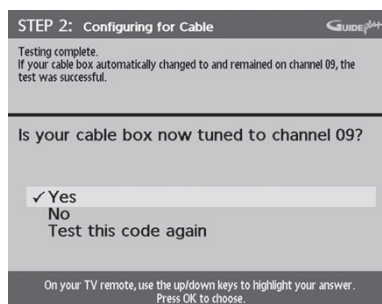 STEP 2: Configuring for Cable
GUIDEplus+
Testing complete.
If your cable box automatically changed to and remained on channel 09, the
test was successful.
Is your cable box now tuned to channel 09?
✓ Yes
No
Test this code again
On your TV remote, use the up/down keys to highlight your answer.
Press OK to choose.